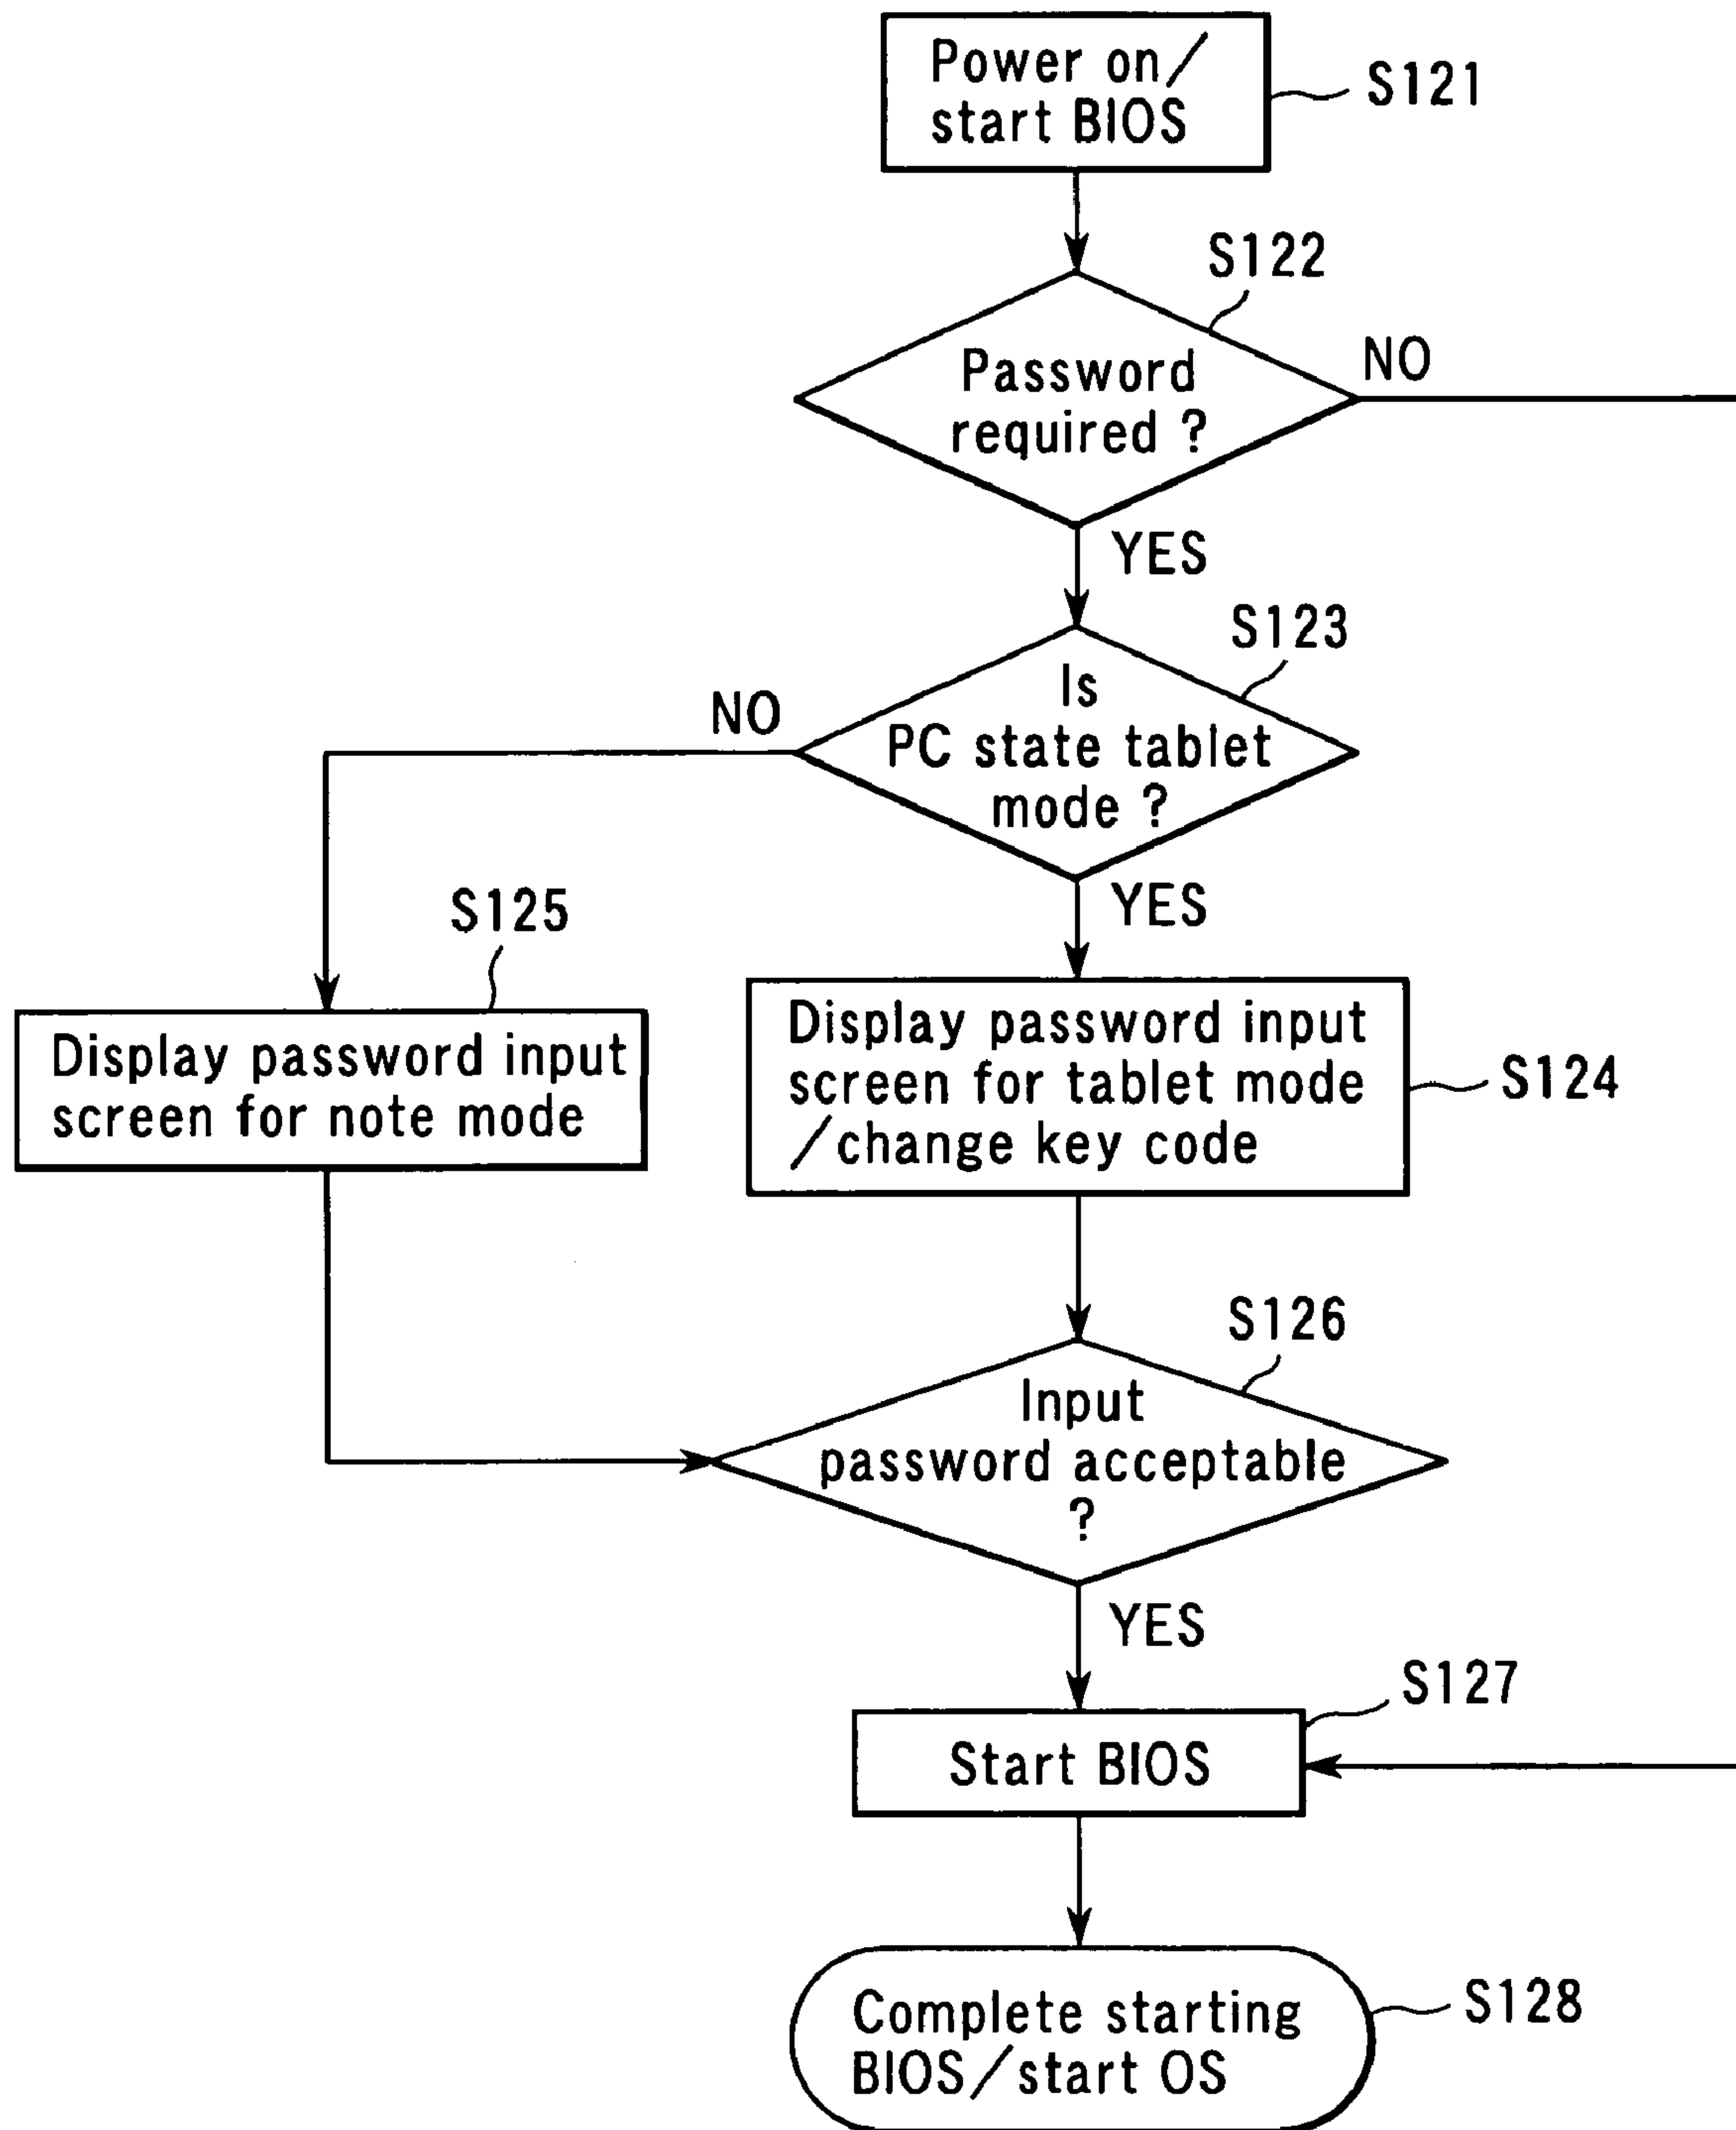 Power on/
start BIOS
S121
S122
Password
required ?
NO
YES
S123
Is
PC state tablet
mode ?
NO
YES
S125
Display password input
screen for note mode
Display password input
screen for tablet mode
/change key code
S124
S126
Input
password acceptable
?
YES
S127
Start BIOS
Complete starting
BIOS/start OS
S128